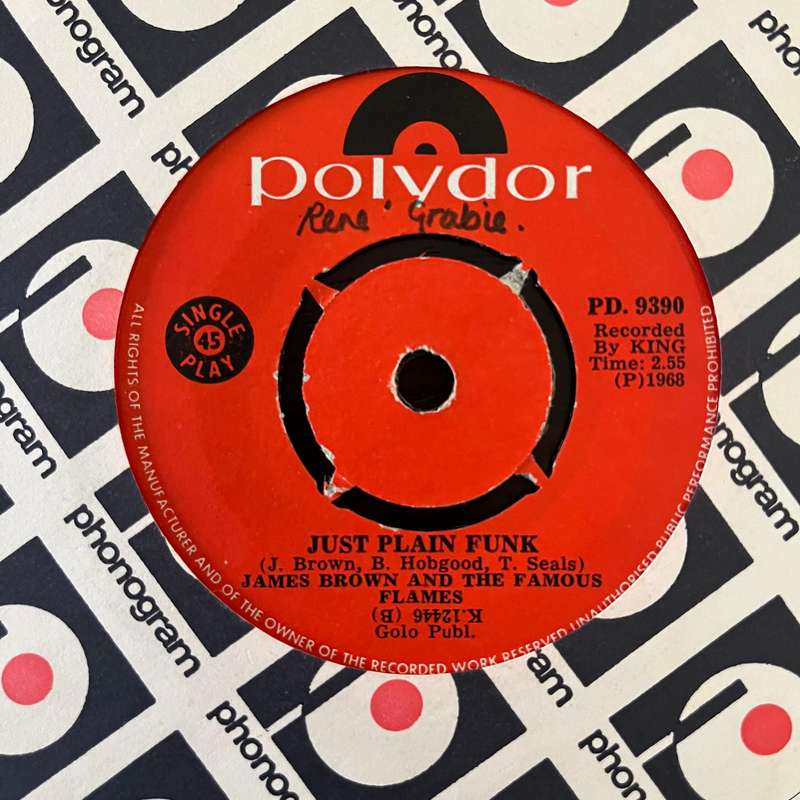 polydor
Rene' Grabie.
SINGLE
45
PLAY
PD. 9390
Recorded
By KING
Time: 2.55
(P)1968
JUST PLAIN FUNK
(J. Brown, B. Hobgood, T. Seals)
JAMES BROWN AND THE FAMOUS
FLAMES
K.12446 (B)
Golo Publ.
ALL RIGHTS OF THE MANUFACTURER AND OF THE OWNER OF THE RECORDED WORK RESERVED UNAUTHORISED PUBLIC PERFORMANCE PROHIBITED
phonogram
phonogram
phonogram
phonogram
phonogram
phonogram
phonogram